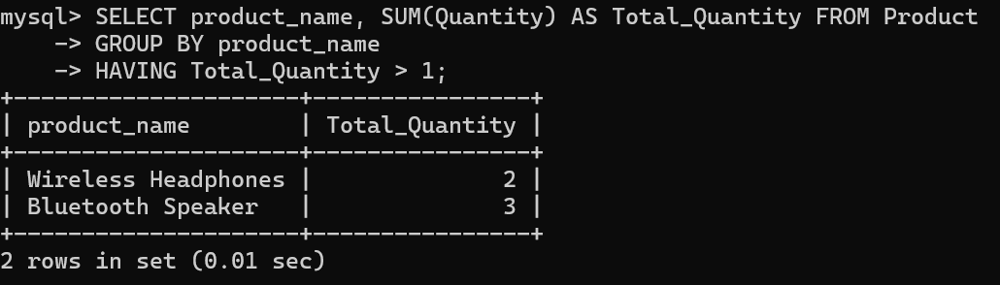 mysql> SELECT product_name, SUM(Quantity) AS Total_Quantity FROM Product
    -> GROUP BY product_name
    -> HAVING Total_Quantity > 1;
+---------------------+----------------+
| product_name        | Total_Quantity |
+---------------------+----------------+
| Wireless Headphones |              2 |
| Bluetooth Speaker   |              3 |
+---------------------+----------------+
2 rows in set (0.01 sec)